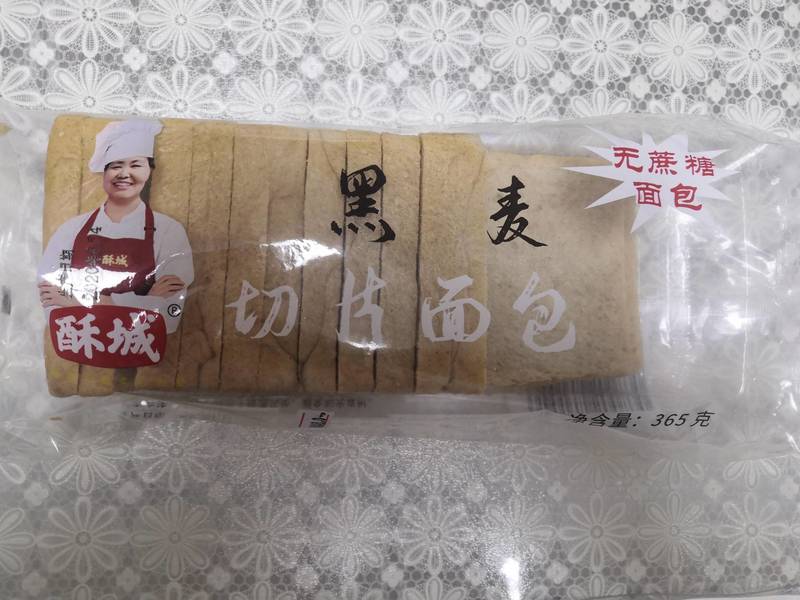 无蔗糖
面包
黑麦
切片面包
酥城
酥城
净含量：365克